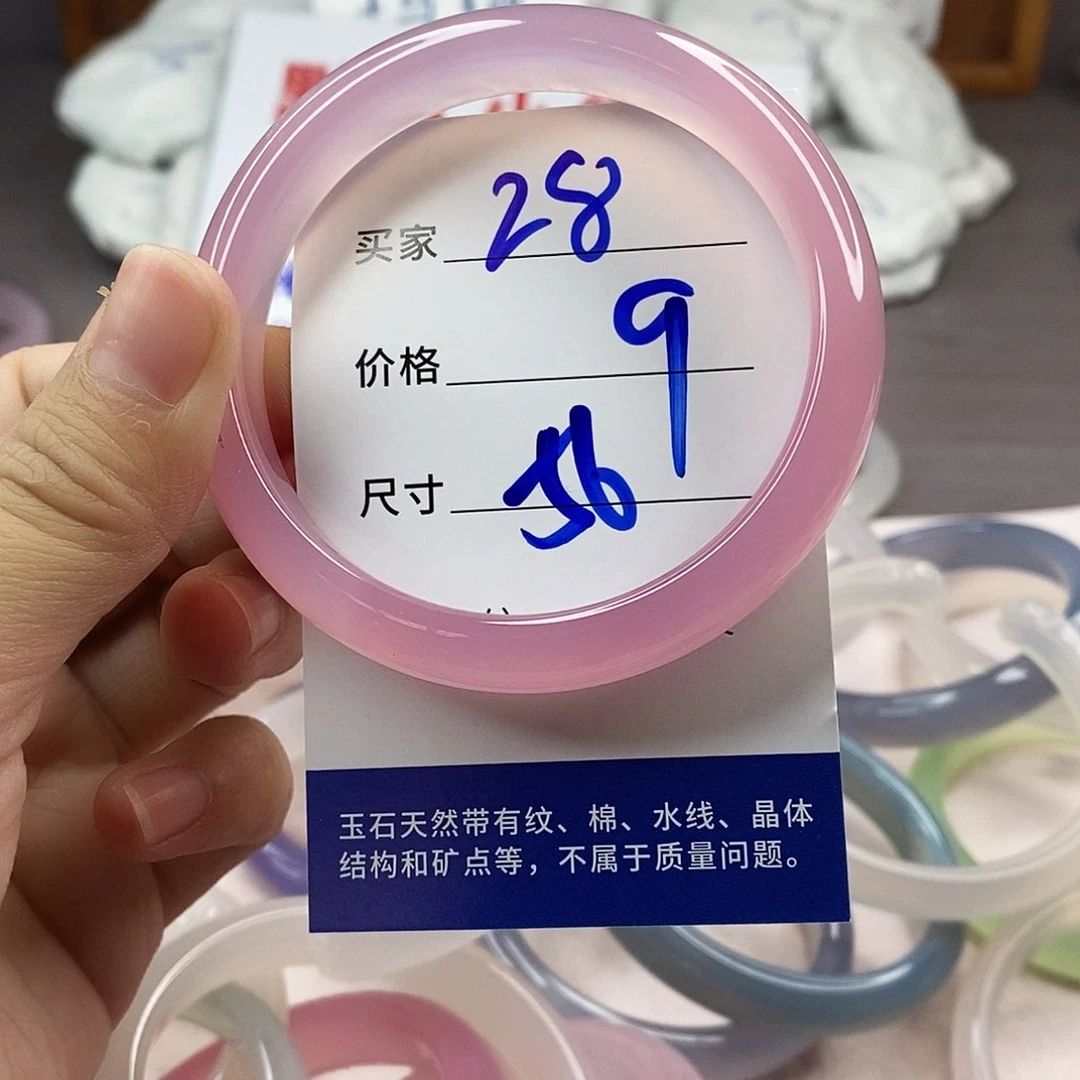 买家 28
价格 9
尺寸 56
玉石天然带有纹、棉、水线、晶体
结构和矿点等，不属于质量问题。